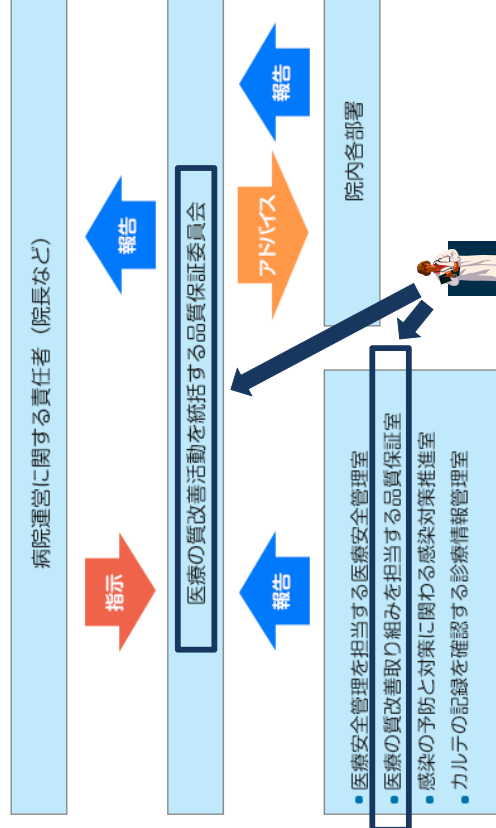 病院運営に関する責任者（院長など）
指示
報告
医療の質改善活動を統括する品質保証委員会
報告
アドバイス
報告
•医療安全管理を担当する医療安全管理室
•医療の質改善取り組みを担当する品質保証室
•感染の予防と対策に関わる感染対策推進室
•カルテの記録を確認する診療情報管理室
院内各部署